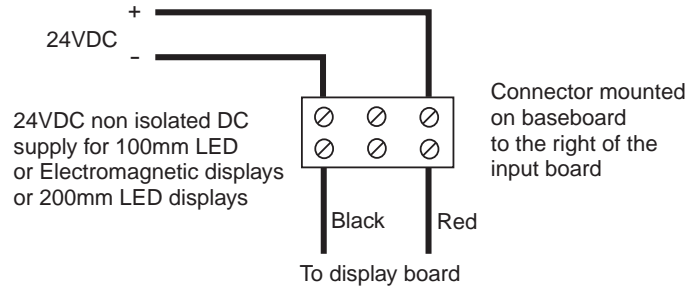 +
24VDC
-
24VDC non isolated DC
supply for 100mm LED
or Electromagnetic displays
or 200mm LED displays
Connector mounted
on baseboard
to the right of the
input board
Black
Red
To display board